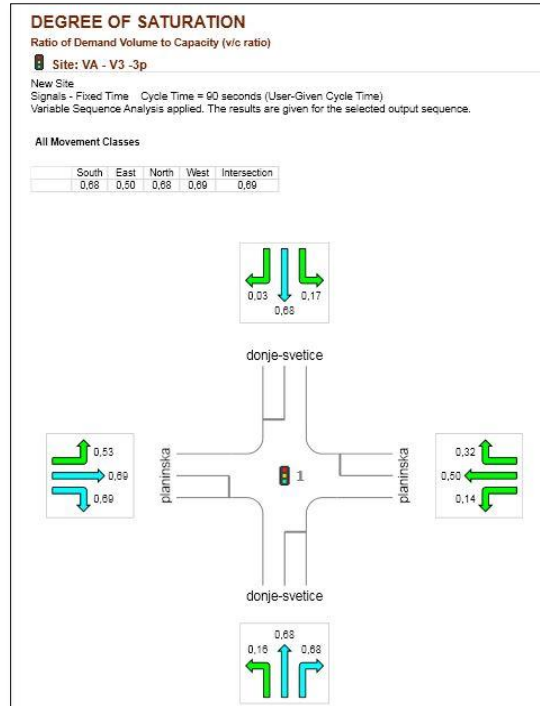 DEGREE OF SATURATION
Ratio of Demand Volume to Capacity (v/c ratio)
Site: VA - V3 -3p
New Site
Signals - Fixed Time Cycle Time = 90 seconds (User-Given Cycle Time)
Variable Sequence Analysis applied. The results are given for the selected output sequence.
All Movement Classes
South East North West Intersection
0,68 0,50 0,68 0,69 0,69
0,03 0,17
0,68
donje-svetice
0,53
0,69
0,69
planinska
1
planinska
0,32
0,50
0,14
donje-svetice
0,68
0,16 0,68